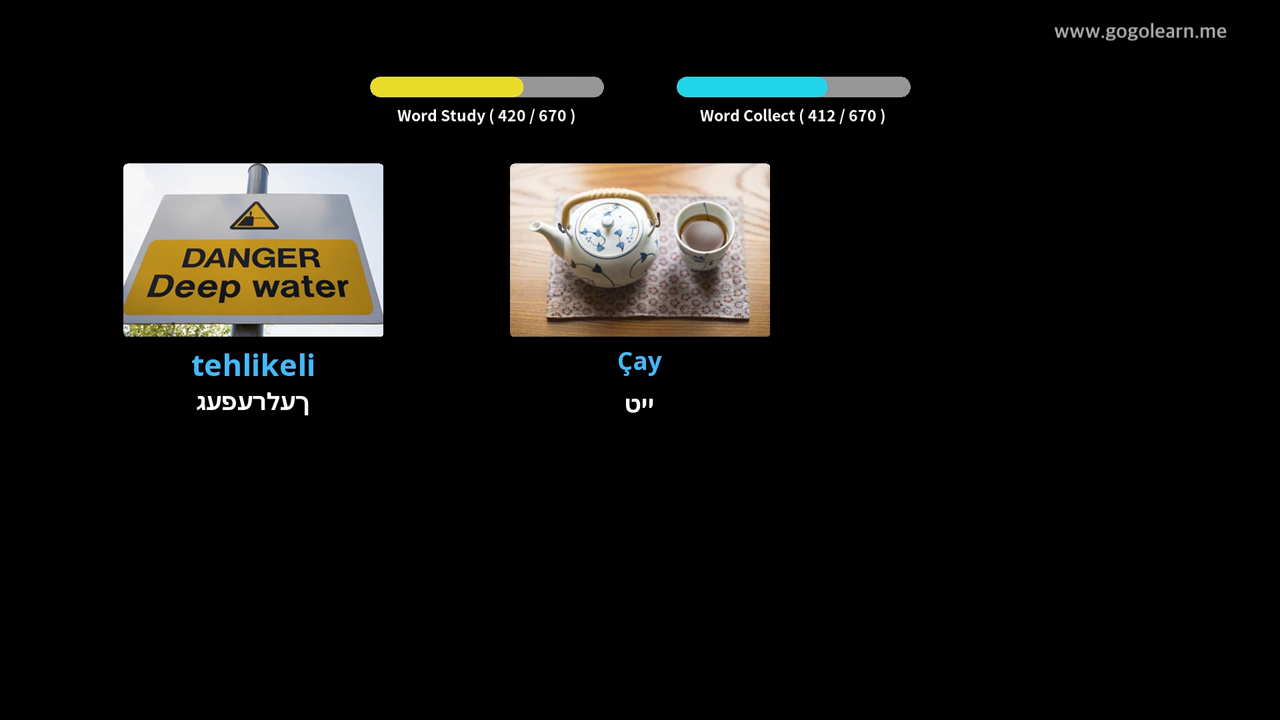 www.gogolearn.me
Word Study ( 420 / 670 )
Word Collect ( 412 / 670 )
DANGER
Deep water
tehlikeli
ךעלרעפעג
Çay
ייט